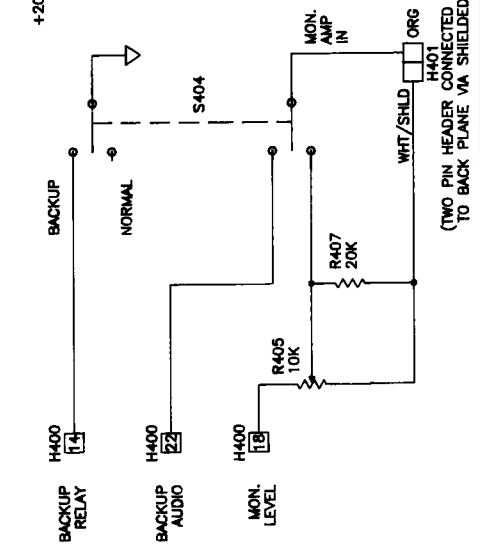 +20
BACKUP
NORMAL
S404
MON.
AMP
IN
ORG
H401
WHT/SHLD
(TWO PIN HEADER CONNECTED
TO BACK PLANE VIA SHIELDED
R407
20K
R405
10K
H400
14
BACKUP
RELAY
H400
22
BACKUP
AUDIO
H400
18
MON.
LEVEL